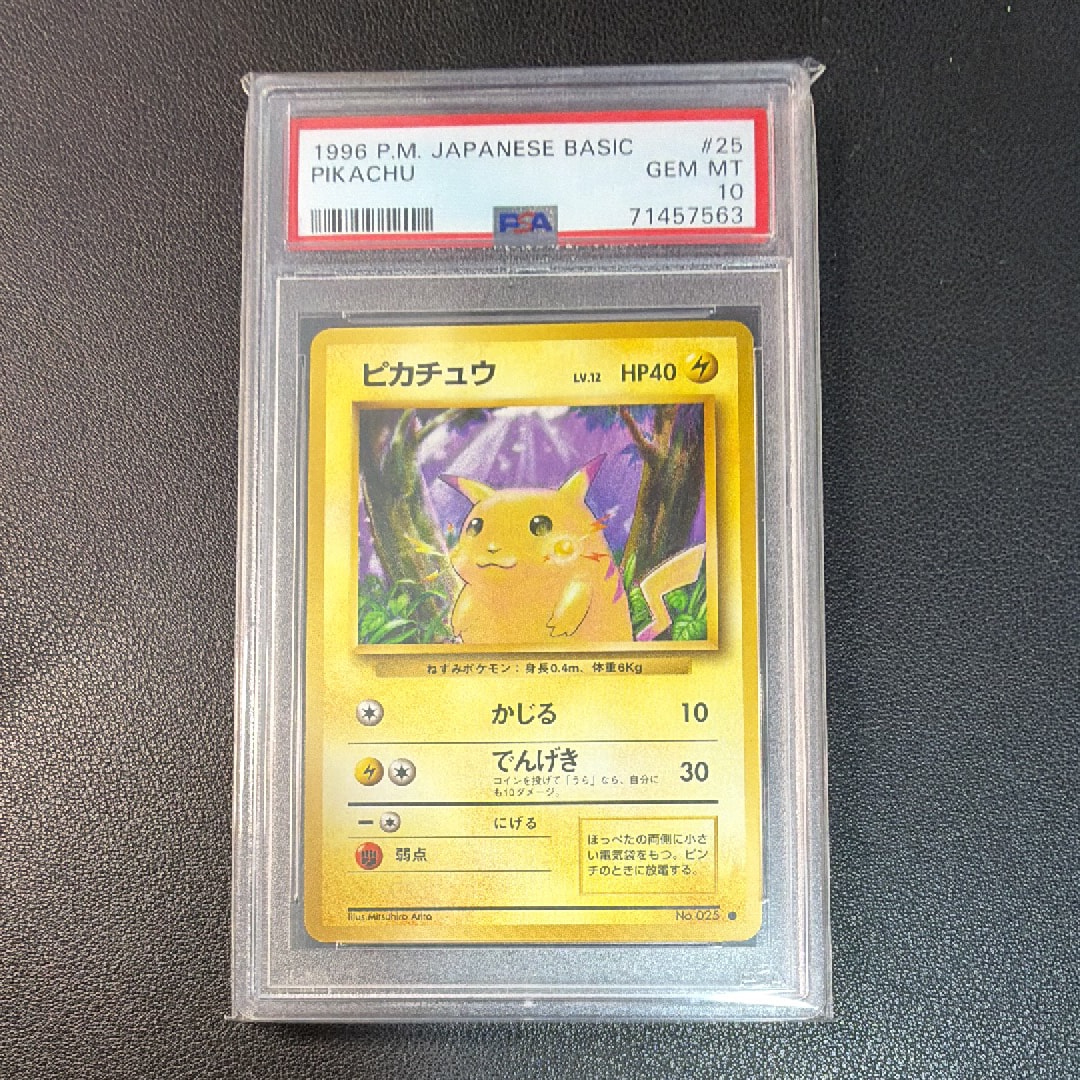 1996 P.M. JAPANESE BASIC #25
PIKACHU GEM MT
10
PSA 71457563
ピカチュウ LV.12 HP40
ねずみポケモン：身長0.4m、体重6Kg
かじる 10
でんげき 30
コインを投げて「うら」なら、自分に
も10ダメージ。
にげる
弱点
ほっぺたの両側に小さ
い電気袋をもつ。ピン
チのときに放電する。
Illus.Mitsuhiro Arita No.025